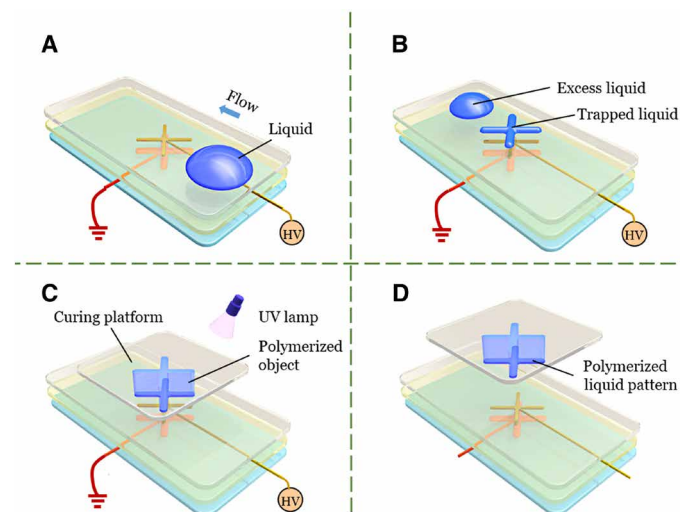 A
Flow
Liquid
HV
B
Excess liquid
Trapped liquid
HV
C
Curing platform
UV lamp
Polymerized
object
HV
D
Polymerized
liquid pattern